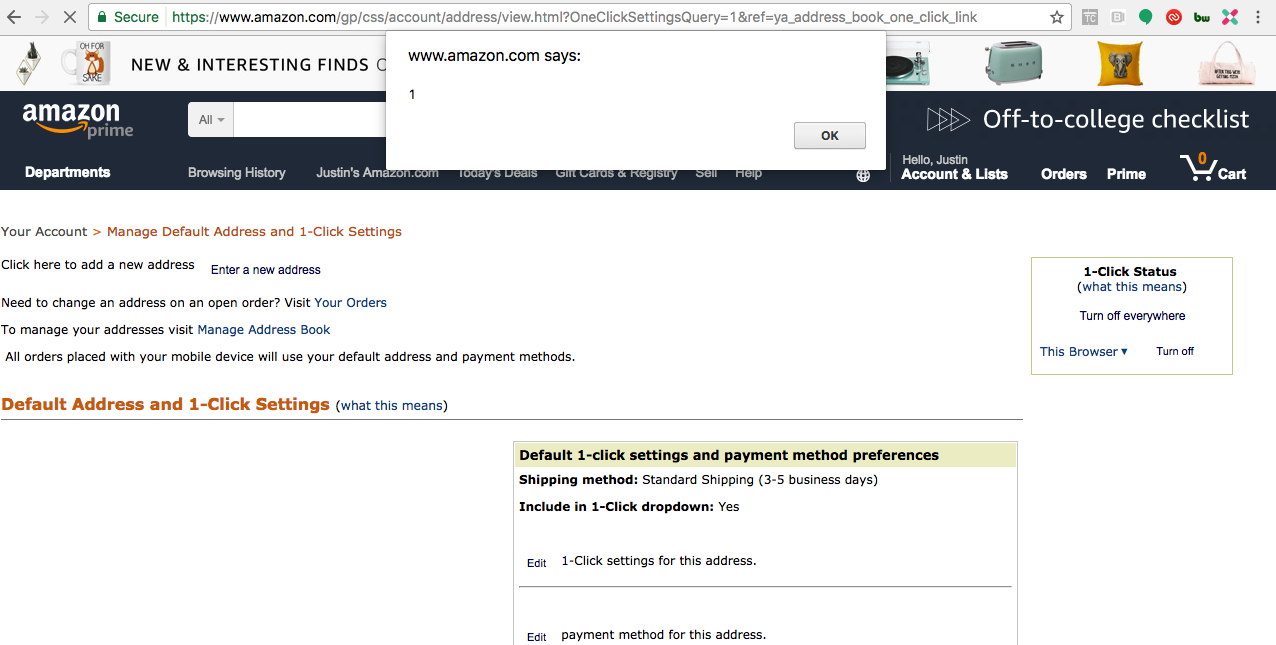 Secure https://www.amazon.com/gp/css/account/address/view.html?OneClickSettingsQuery=1&ref=ya_address_book_one_click_link
TC B bw
OH FOR
FOX
SAKE
NEW & INTERESTING FINDS
www.amazon.com says:
1
OK
amazon
prime
All
Off-to-college checklist
Departments
Browsing History Justin's Amazon.com Today's Deals Gift Cards & Registry Sell Help
Hello, Justin
Account & Lists
Orders Prime
0
Cart
Your Account > Manage Default Address and 1-Click Settings
Click here to add a new address Enter a new address
Need to change an address on an open order? Visit Your Orders
To manage your addresses visit Manage Address Book
All orders placed with your mobile device will use your default address and payment methods.
1-Click Status
(what this means)
Turn off everywhere
This Browser ▾ Turn off
Default Address and 1-Click Settings (what this means)
Default 1-click settings and payment method preferences
Shipping method: Standard Shipping (3-5 business days)
Include in 1-Click dropdown: Yes
Edit 1-Click settings for this address.
Edit payment method for this address.